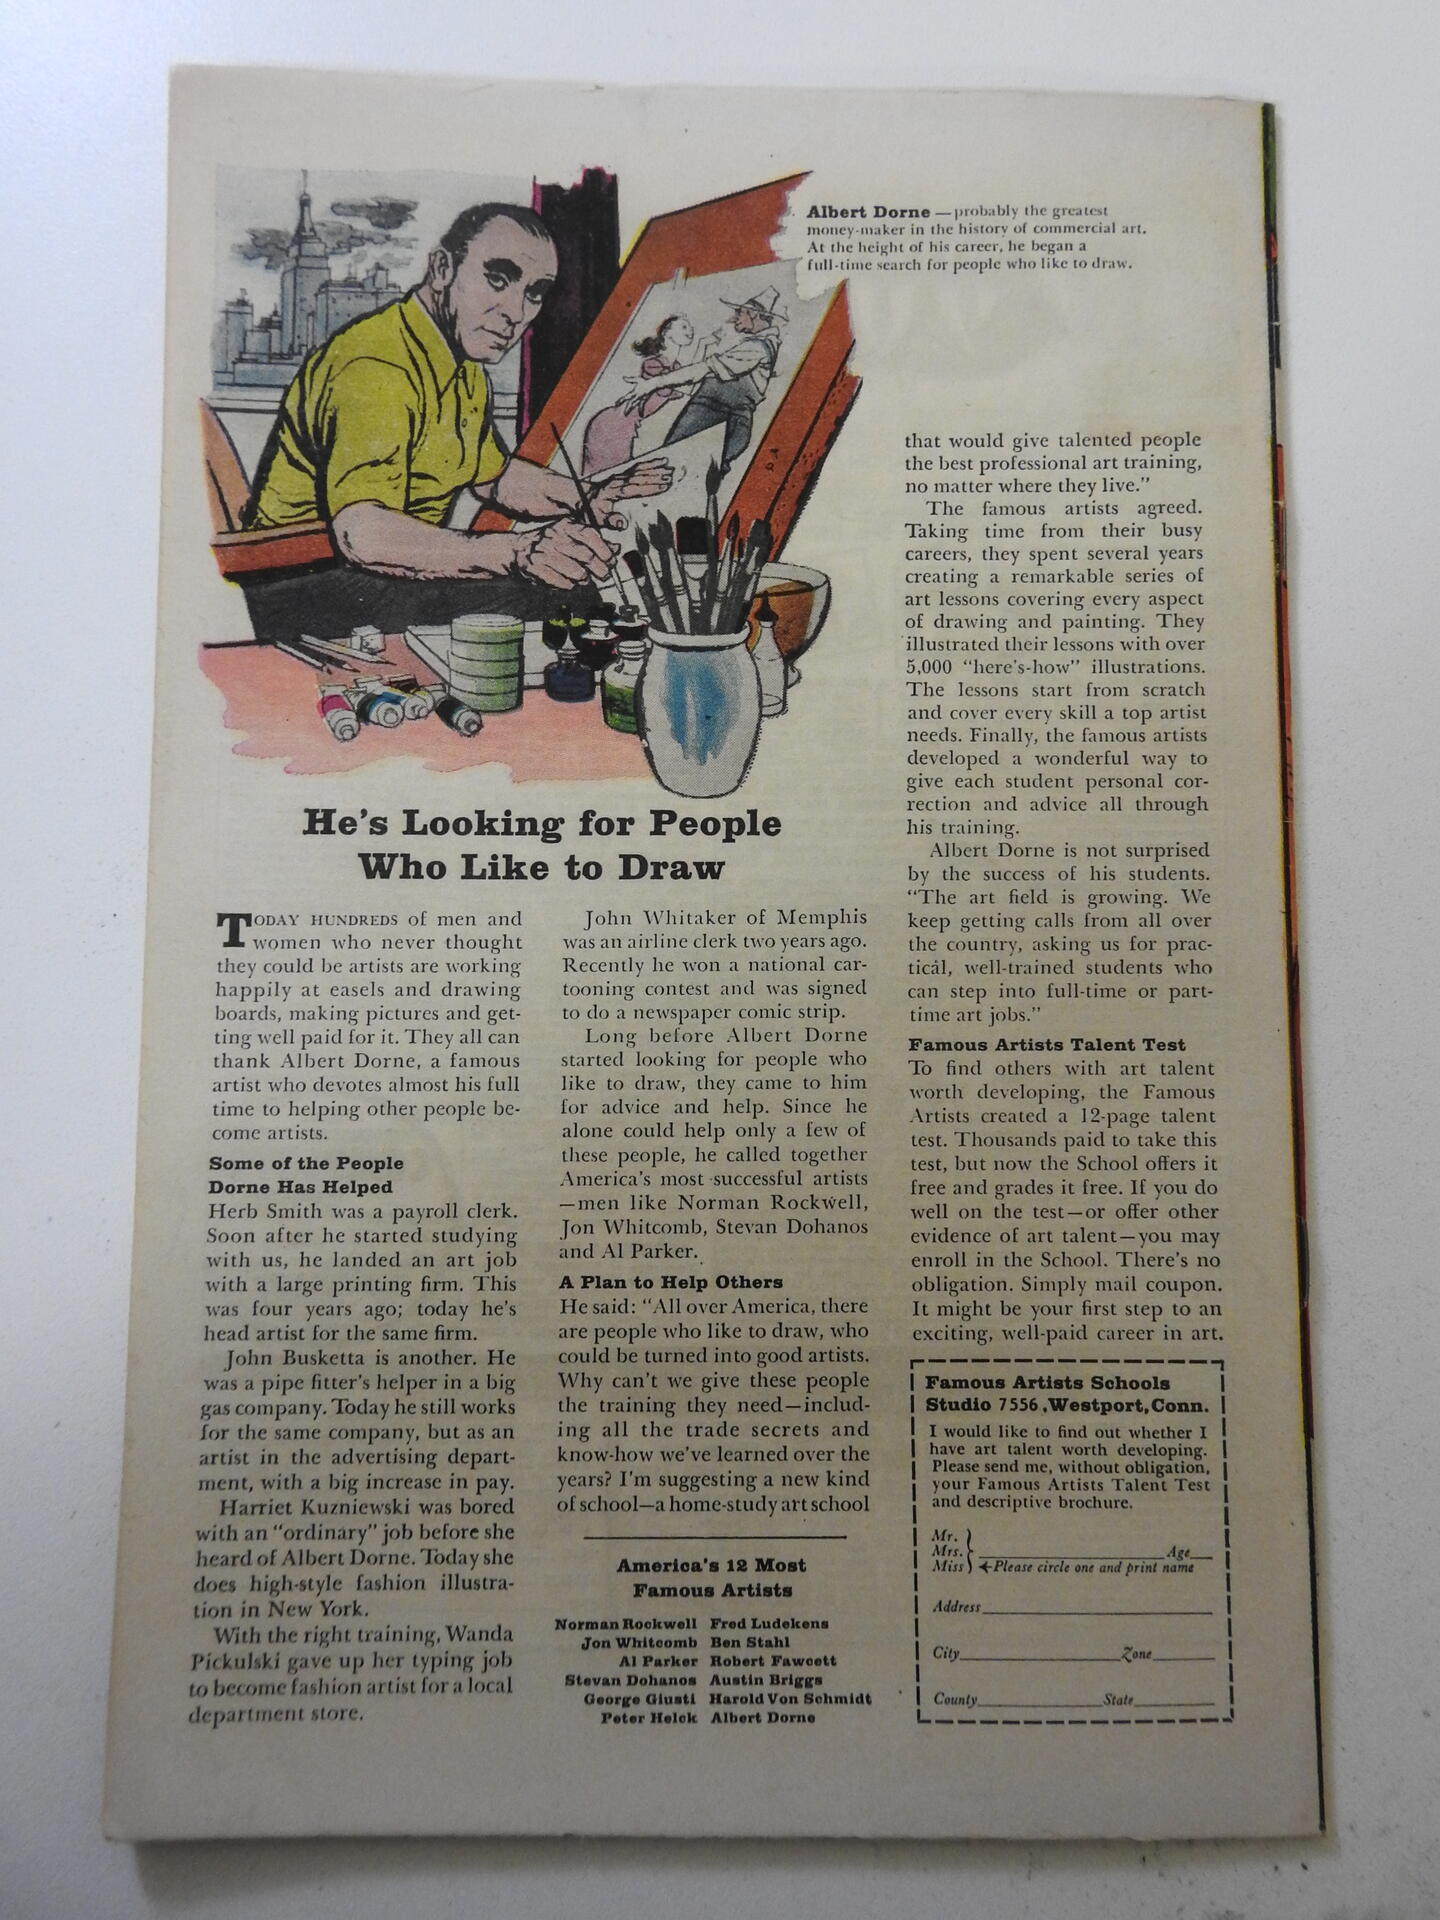 Albert Dorne — probably the greatest
money-maker in the history of commercial art.
At the height of his career, he began a
full-time search for people who like to draw.
He's Looking for People
Who Like to Draw
TODAY HUNDREDS of men and
women who never thought
they could be artists are working
happily at easels and drawing
boards, making pictures and get-
ting well paid for it. They all can
thank Albert Dorne, a famous
artist who devotes almost his full
time to helping other people be-
come artists.
Some of the People
Dorne Has Helped
Herb Smith was a payroll clerk.
Soon after he started studying
with us, he landed an art job
with a large printing firm. This
was four years ago; today he's
head artist for the same firm.
John Busketta is another. He
was a pipe fitter's helper in a big
gas company. Today he still works
for the same company, but as an
artist in the advertising depart-
ment, with a big increase in pay.
Harriet Kuzniewski was bored
with an "ordinary" job before she
heard of Albert Dorne. Today she
does high-style fashion illustra-
tion in New York.
With the right training, Wanda
Pickulski gave up her typing job
to become fashion artist for a local
department store.
John Whitaker of Memphis
was an airline clerk two years ago.
Recently he won a national car-
tooning contest and was signed
to do a newspaper comic strip.
Long before Albert Dorne
started looking for people who
like to draw, they came to him
for advice and help. Since he
alone could help only a few of
these people, he called together
America's most successful artists
—men like Norman Rockwell,
Jon Whitcomb, Stevan Dohanos
and Al Parker.
A Plan to Help Others
He said: "All over America, there
are people who like to draw, who
could be turned into good artists.
Why can't we give these people
the training they need—includ-
ing all the trade secrets and
know-how we've learned over the
years? I'm suggesting a new kind
of school—a home-study art school
America's 12 Most
Famous Artists
Norman Rockwell Fred Ludekens
Jon Whitcomb Ben Stahl
Al Parker Robert Fawcett
Stevan Dohanos Austin Briggs
George Giusti Harold Von Schmidt
Peter Helck Albert Dorne
that would give talented people
the best professional art training,
no matter where they live."
The famous artists agreed.
Taking time from their busy
careers, they spent several years
creating a remarkable series of
art lessons covering every aspect
of drawing and painting. They
illustrated their lessons with over
5,000 "here's-how" illustrations.
The lessons start from scratch
and cover every skill a top artist
needs. Finally, the famous artists
developed a wonderful way to
give each student personal cor-
rection and advice all through
his training.
Albert Dorne is not surprised
by the success of his students.
"The art field is growing. We
keep getting calls from all over
the country, asking us for prac-
tical, well-trained students who
can step into full-time or part-
time art jobs."
Famous Artists Talent Test
To find others with art talent
worth developing, the Famous
Artists created a 12-page talent
test. Thousands paid to take this
test, but now the School offers it
free and grades it free. If you do
well on the test—or offer other
evidence of art talent—you may
enroll in the School. There's no
obligation. Simply mail coupon.
It might be your first step to an
exciting, well-paid career in art.
Famous Artists Schools
Studio 7556, Westport, Conn.
I would like to find out whether I
have art talent worth developing.
Please send me, without obligation,
your Famous Artists Talent Test
and descriptive brochure.
Mr.
Mrs. Age
Miss Please circle one and print name
Address
City Zone
County State